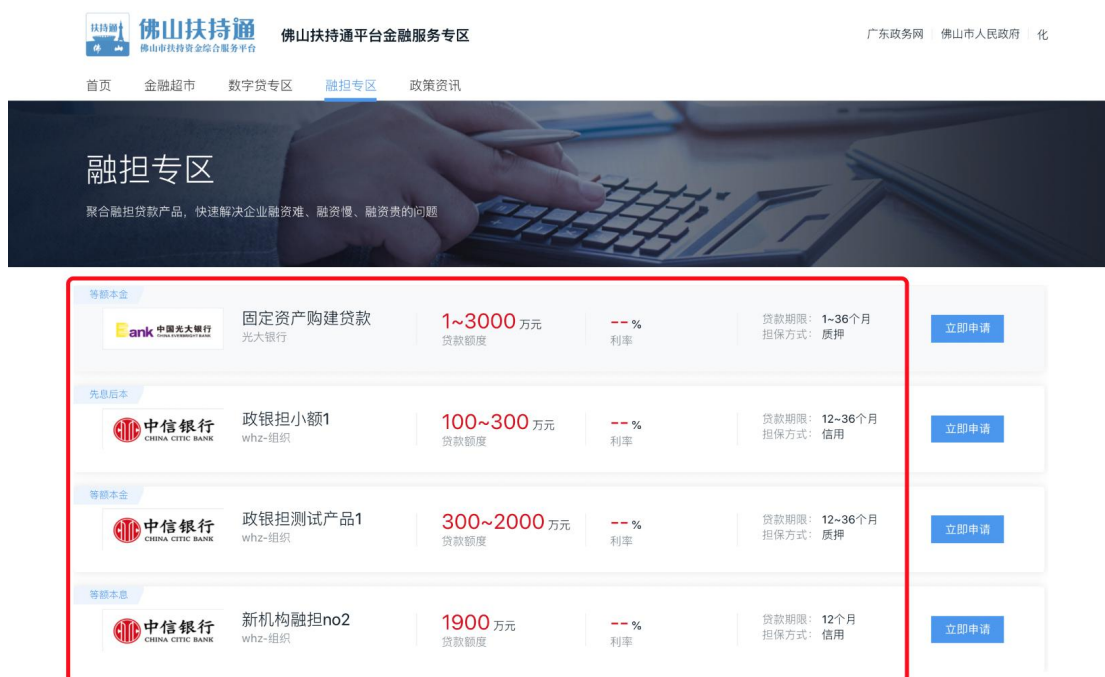 扶持通
佛山
佛山扶持通
佛山市扶持资金综合服务平台
佛山扶持通平台金融服务专区
广东政务网 佛山市人民政府 化
首页 金融超市 数字贷专区 融担专区 政策资讯
融担专区
聚合融担贷款产品，快速解决企业融资难、融资慢、融资贵的问题
等额本金
Bank 中国光大银行
CHINA EVERBRIGHT BANK
固定资产购建贷款
光大银行
1~3000 万元
贷款额度
--%
利率
贷款期限： 1~36个月
担保方式： 质押
立即申请
先息后本
中信银行
CHINA CITIC BANK
政银担小额1
whz-组织
100~300 万元
贷款额度
--%
利率
贷款期限： 12~36个月
担保方式： 信用
立即申请
等额本金
中信银行
CHINA CITIC BANK
政银担测试产品1
whz-组织
300~2000 万元
贷款额度
--%
利率
贷款期限： 12~36个月
担保方式： 质押
立即申请
等额本息
中信银行
CHINA CITIC BANK
新机构融担no2
whz-组织
1900 万元
贷款额度
--%
利率
贷款期限： 12个月
担保方式： 信用
立即申请